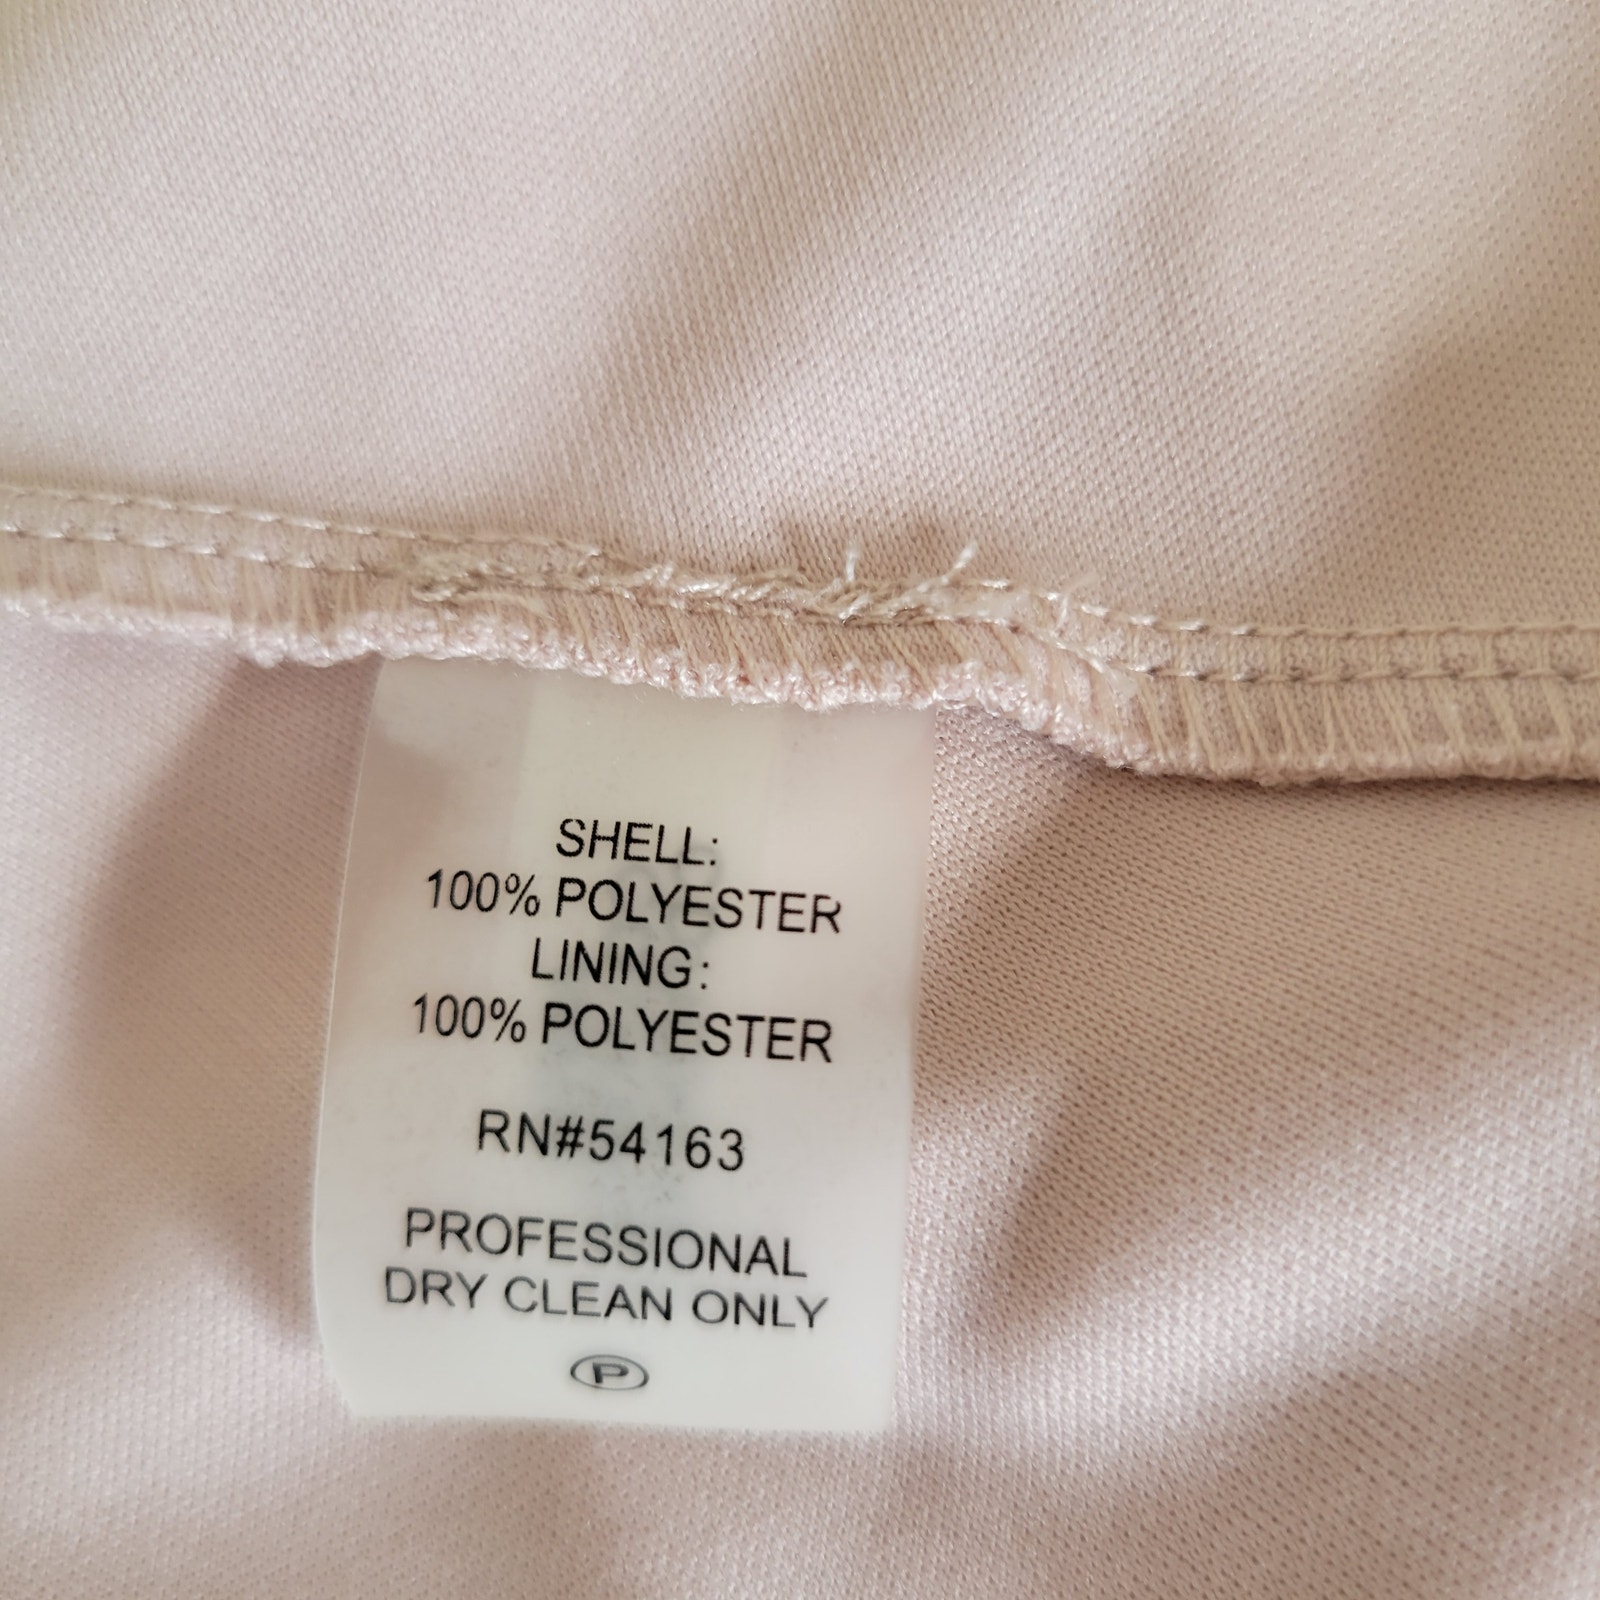 SHELL:
100% POLYESTER
LINING:
100% POLYESTER
RN#54163
PROFESSIONAL
DRY CLEAN ONLY
P